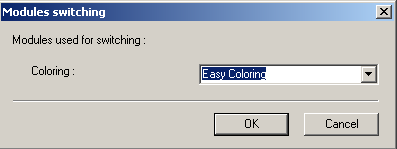 Modules switching
Modules used for switching :
Coloring :
Easy Coloring
OK
Cancel